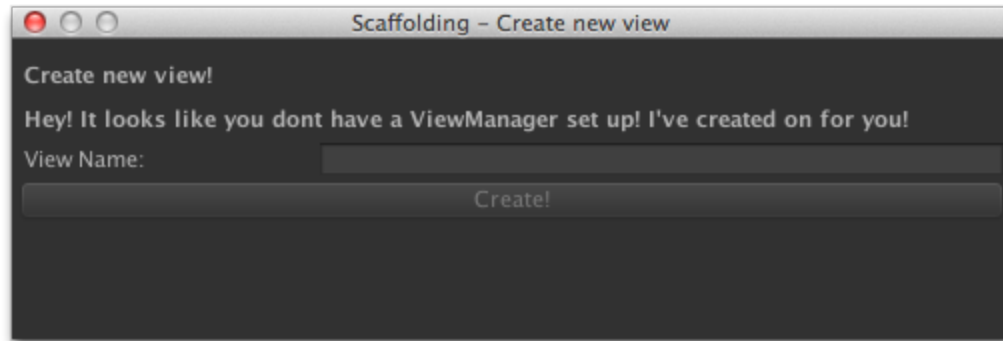 Scaffolding – Create new view
Create new view!
Hey! It looks like you dont have a ViewManager set up! I've created on for you!
View Name:
Create!